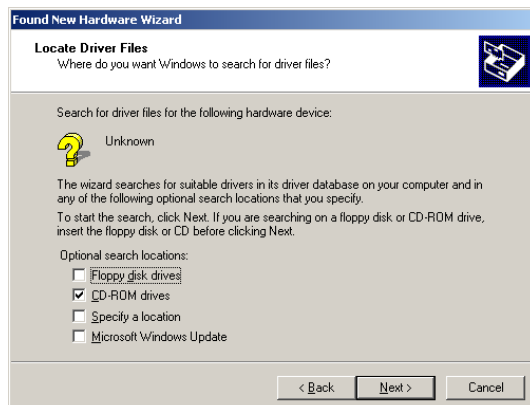 Found New Hardware Wizard
Locate Driver Files
Where do you want Windows to search for driver files?
Search for driver files for the following hardware device:
Unknown
The wizard searches for suitable drivers in its driver database on your computer and in
any of the following optional search locations that you specify.
To start the search, click Next. If you are searching on a floppy disk or CD-ROM drive,
insert the floppy disk or CD before clicking Next.
Optional search locations:
Floppy disk drives
CD-ROM drives
Specify a location
Microsoft Windows Update
< Back Next > Cancel